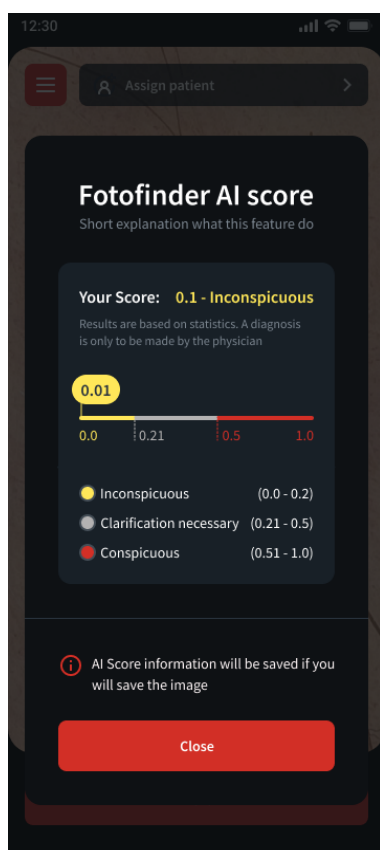 12:30
Assign patient
Fotofinder AI score
Short explanation what this feature do
Your Score: 0.1 - Inconspicuous
Results are based on statistics. A diagnosis
is only to be made by the physician
0.01
0.0 0.21 0.5 1.0
Inconspicuous (0.0 - 0.2)
Clarification necessary (0.21 - 0.5)
Conspicuous (0.51 - 1.0)
AI Score information will be saved if you
will save the image
Close